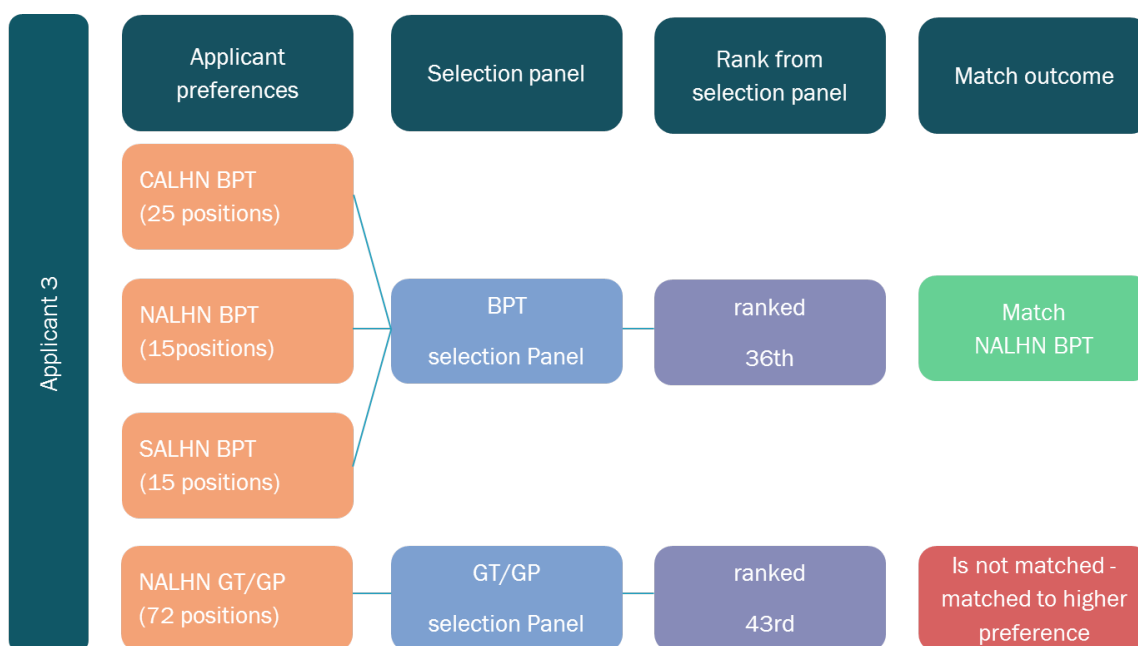 Applicant 3
Applicant
preferences
Selection panel
Rank from
selection panel
Match outcome
CALHN BPT
(25 positions)
NALHN BPT
(15positions)
SALHN BPT
(15 positions)
BPT
selection Panel
ranked
36th
Match
NALHN BPT
NALHN GT/GP
(72 positions)
GT/GP
selection Panel
ranked
43rd
Is not matched -
matched to higher
preference